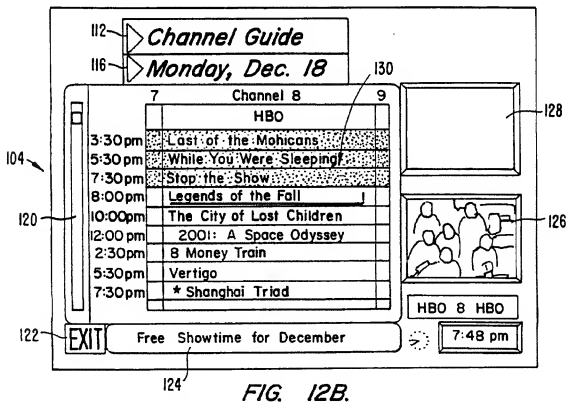 112
Channel Guide
116
Monday, Dec. 18
130
7 Channel 8 9
HBO
128
3:30pm Last of the Mohicans
5:30pm While You Were Sleeping
7:30pm Stop the Show
104
8:00pm Legends of the Fall
120
10:00pm The City of Lost Children
126
12:00 pm 2001: A Space Odyssey
2:30pm 8 Money Train
5:30pm Vertigo
7:30pm * Shanghai Triad
HBO 8 HBO
122
EXIT
Free Showtime for December
7:48 pm
124
FIG. 12B.